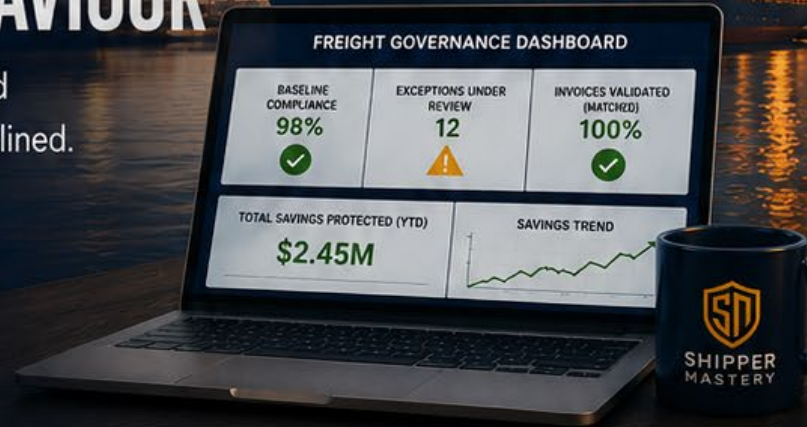 AVIOUR
d
lined.
FREIGHT GOVERNANCE DASHBOARD
BASELINE
COMPLIANCE
98%
EXCEPTIONS UNDER
REVIEW
12
INVOICES VALIDATED
(MATCHED)
100%
TOTAL SAVINGS PROTECTED (YTD)
$2.45M
SAVINGS TREND
SHIPPER
MASTERY